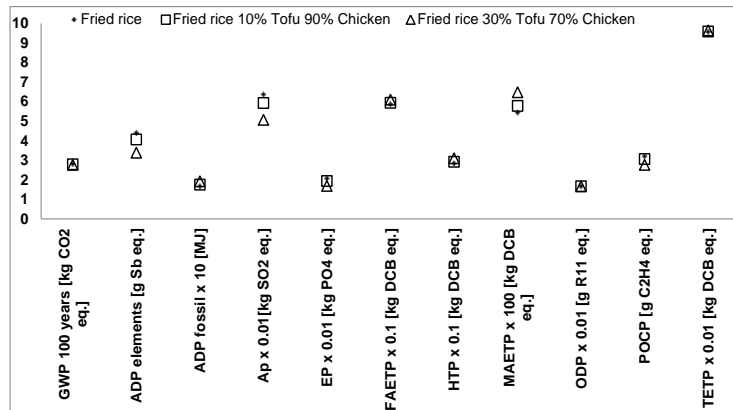 Fried rice Fried rice 10% Tofu 90% Chicken Fried rice 30% Tofu 70% Chicken
10
9
8
7
6
5
4
3
2
1
0
GWP 100 years [kg CO2
eq.]
ADP elements [g Sb eq.]
ADP fossil x 10 [MJ]
Ap x 0.01[kg SO2 eq.]
EP x 0.01 [kg PO4 eq.]
FAETP x 0.1 [kg DCB eq.]
HTP x 0.1 [kg DCB eq.]
MAETP x 100 [kg DCB
eq.]
ODP x 0.01 [g R11 eq.]
POCP [g C2H4 eq.]
TETP x 0.01 [kg DCB eq.]